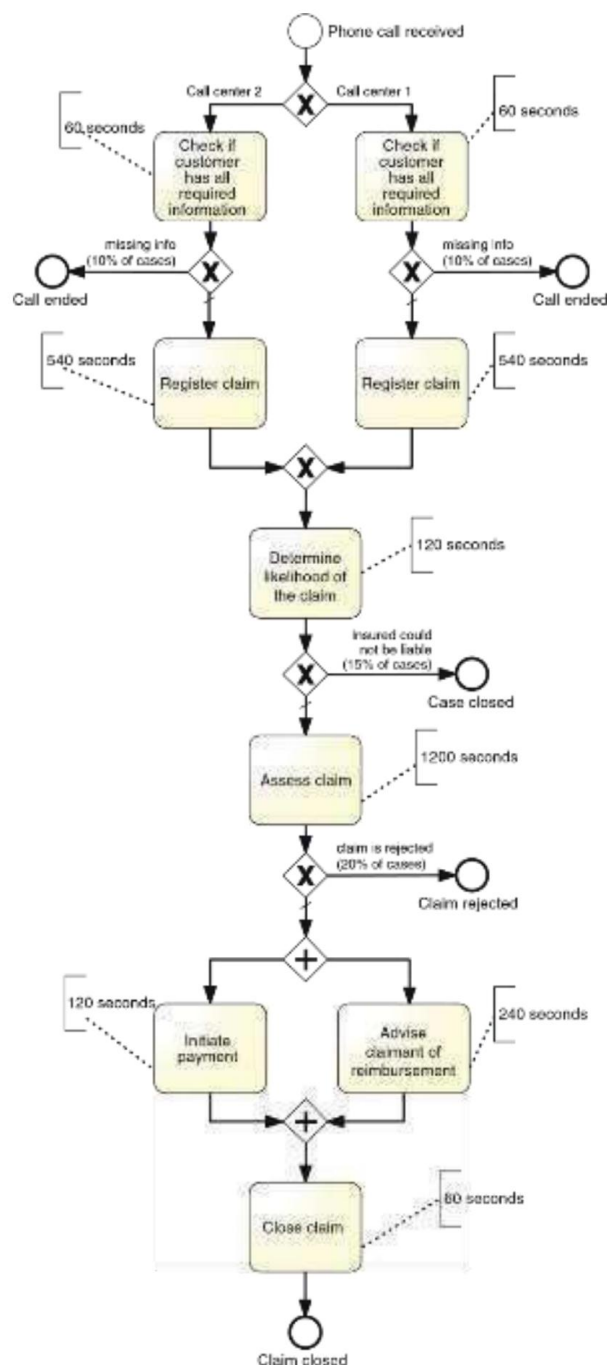 Phone call received
Call center 2
Call center 1
60 seconds
60 seconds
Check if
customer
has all
required
information
Check if
customer
has all
required
information
missing info
(10% of cases)
missing info
(10% of cases)
Call ended
Call ended
540 seconds
540 seconds
Register claim
Register claim
120 seconds
Determine
likelihood of
the claim
Insured could
not be liable
(15% of cases)
Case closed
1200 seconds
Assess claim
claim is rejected
(20% of cases)
Claim rejected
120 seconds
240 seconds
Initiate
payment
Advise
claimant of
reimbursement
seconds
Close claim
Claim closed